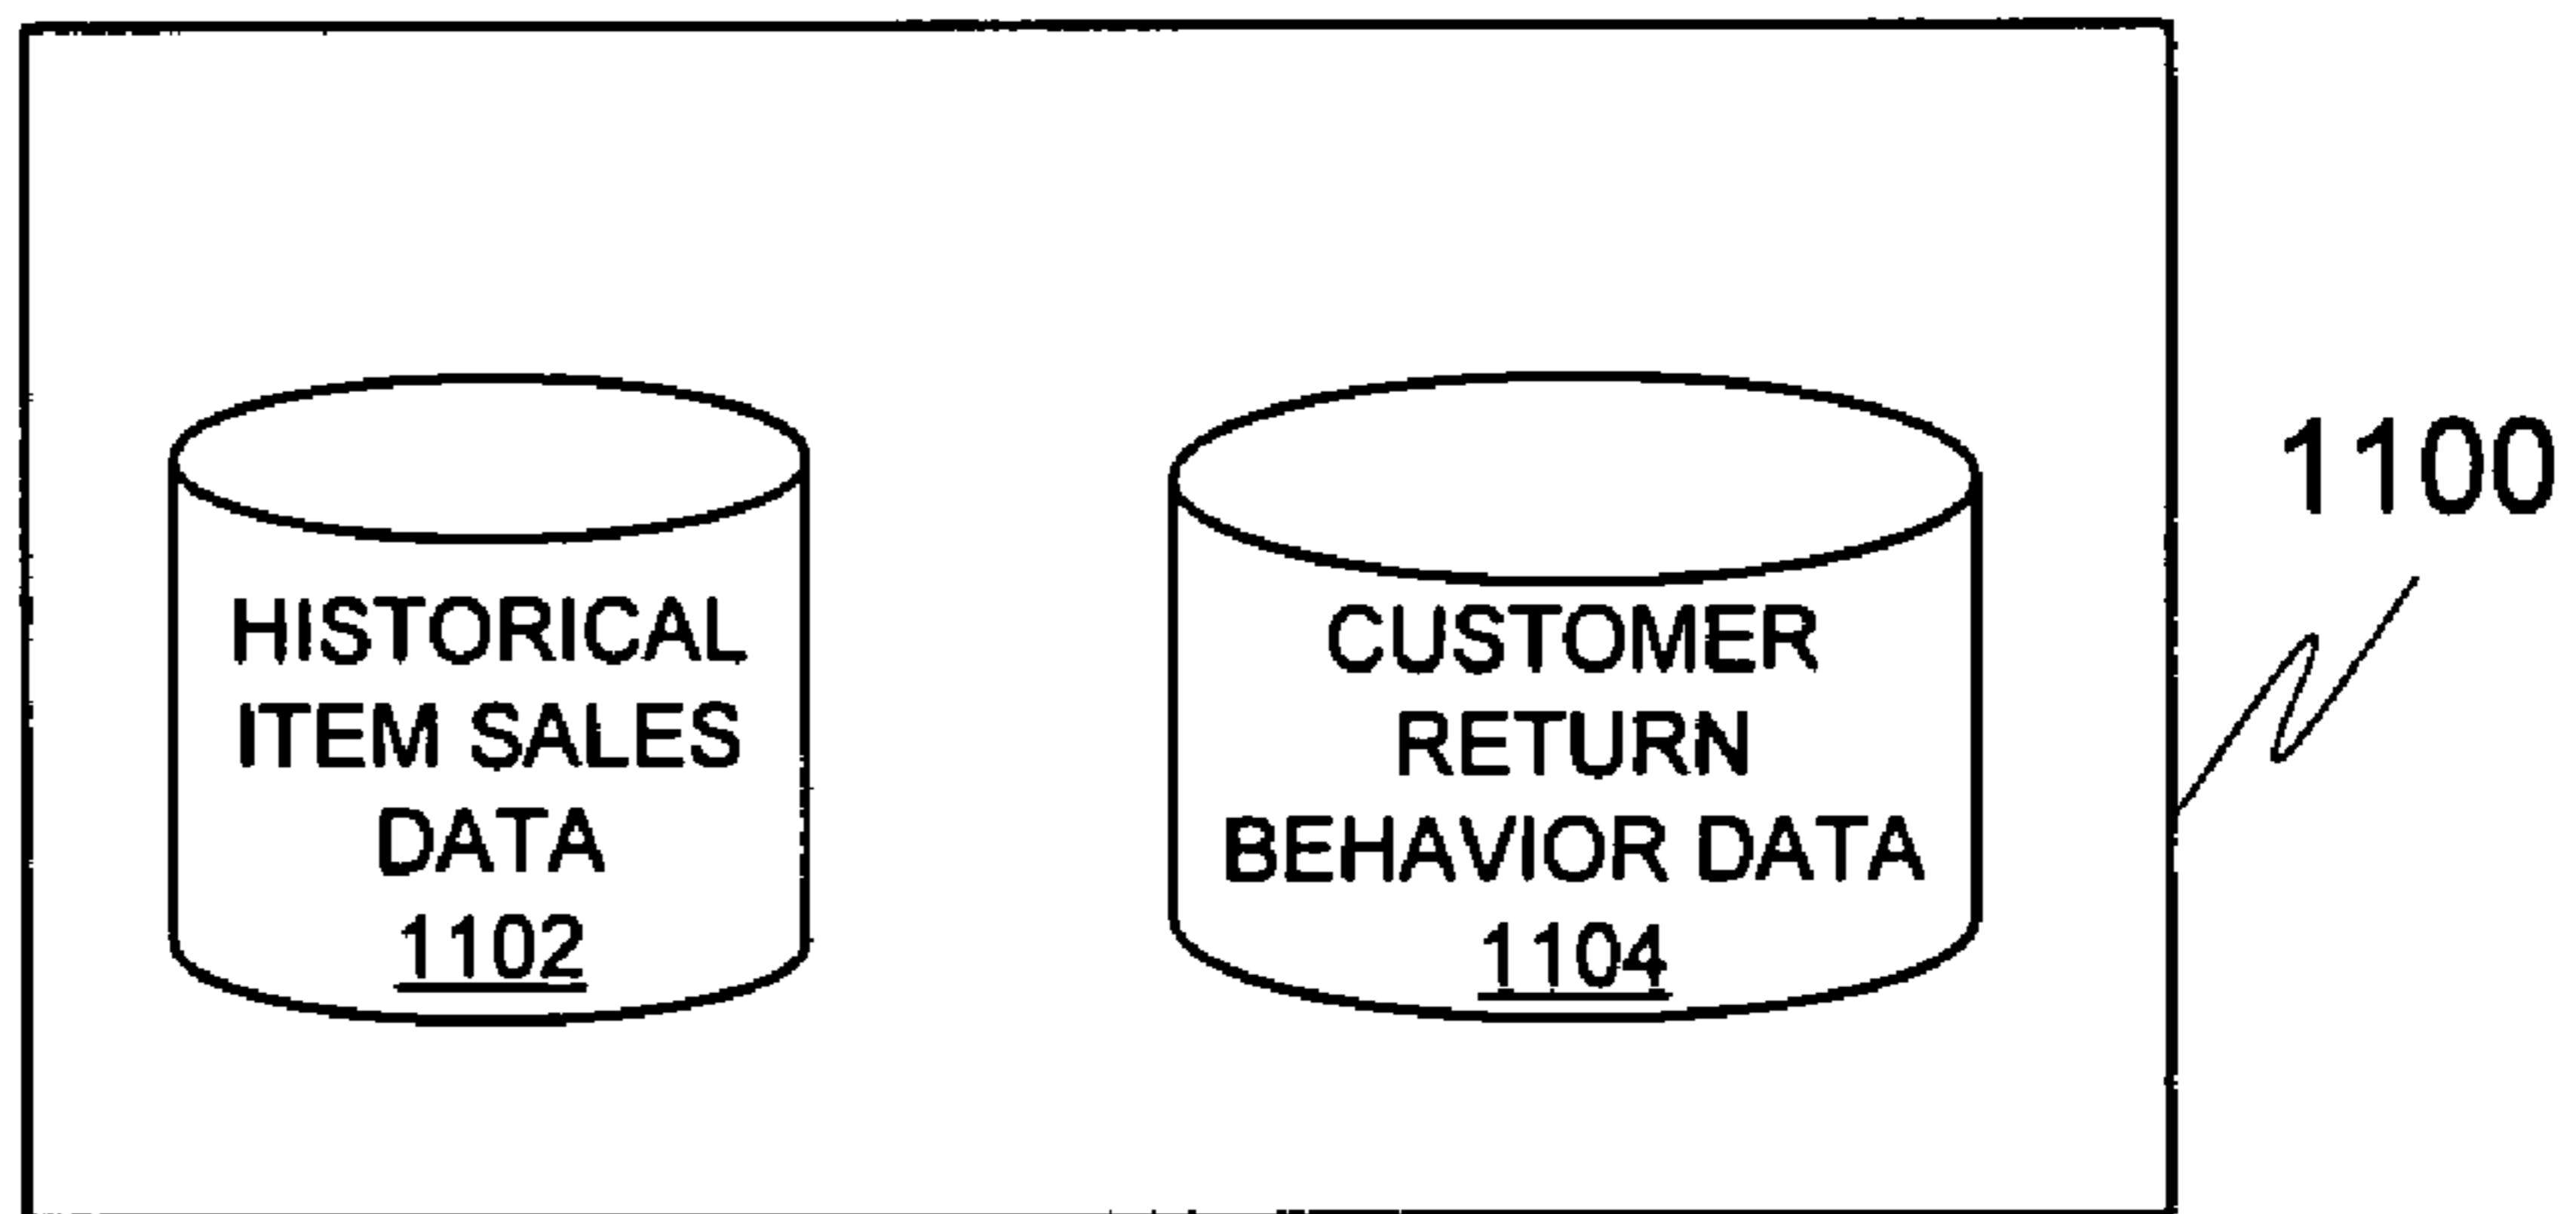 HISTORICAL
ITEM SALES
DATA
1102
CUSTOMER
RETURN
BEHAVIOR DATA
1104
1100